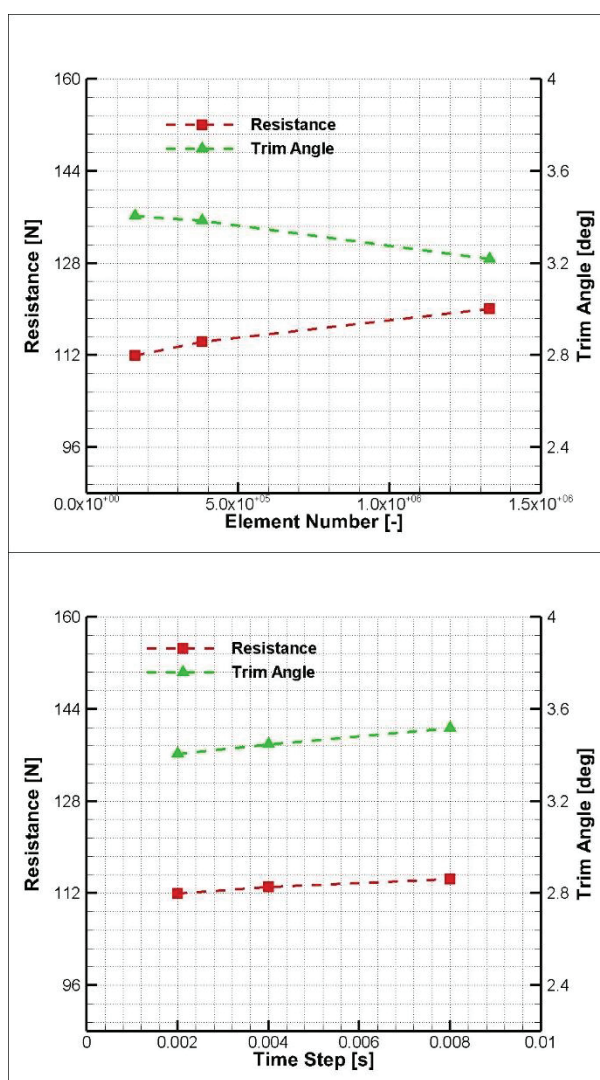 160
144
128
112
96
Resistance [N]
4
3.6
3.2
2.8
2.4
Trim Angle [deg]
Resistance
Trim Angle
0.0x10+00
5.0x10+05
1.0x10+06
1.5x10+06
Element Number [-]
160
144
128
112
96
Resistance [N]
4
3.6
3.2
2.8
2.4
Trim Angle [deg]
Resistance
Trim Angle
0
0.002
0.004
0.006
0.008
0.01
Time Step [s]